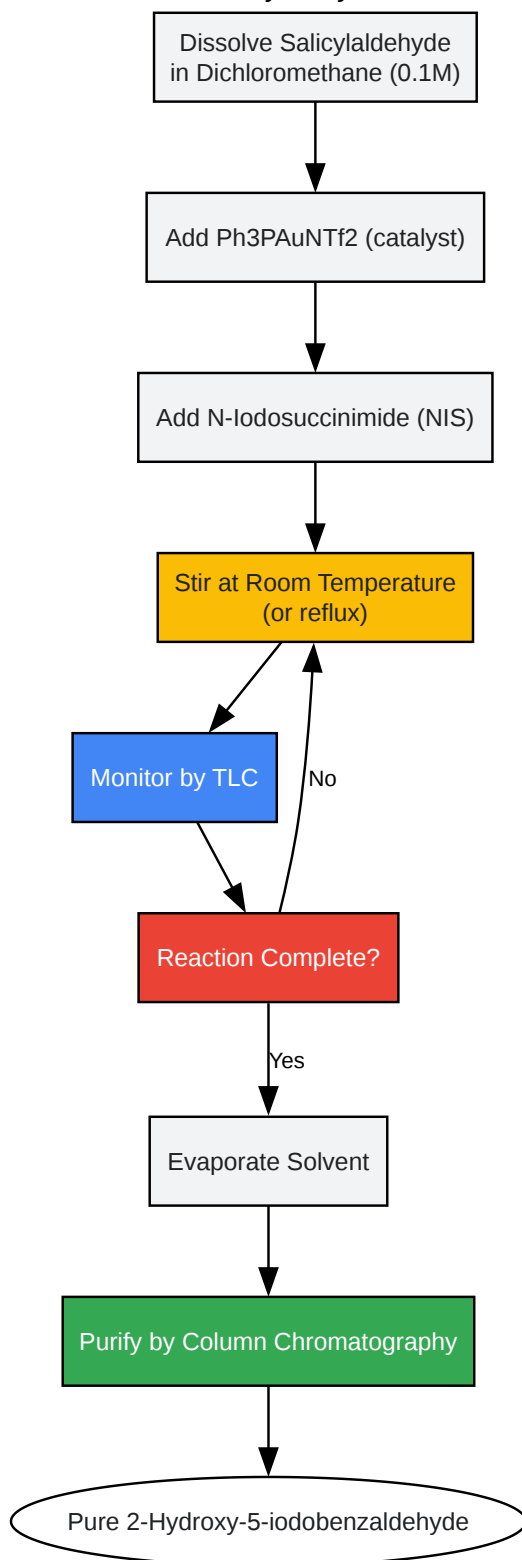 Dissolve Salicylaldehyde
in Dichloromethane (0.1M)
Add Ph3PAuNTf2 (catalyst)
Add N-Iodosuccinimide (NIS)
Stir at Room Temperature
(or reflux)
Monitor by TLC
No
Reaction Complete?
Yes
Evaporate Solvent
Purify by Column Chromatography
Pure 2-Hydroxy-5-iodobenzaldehyde